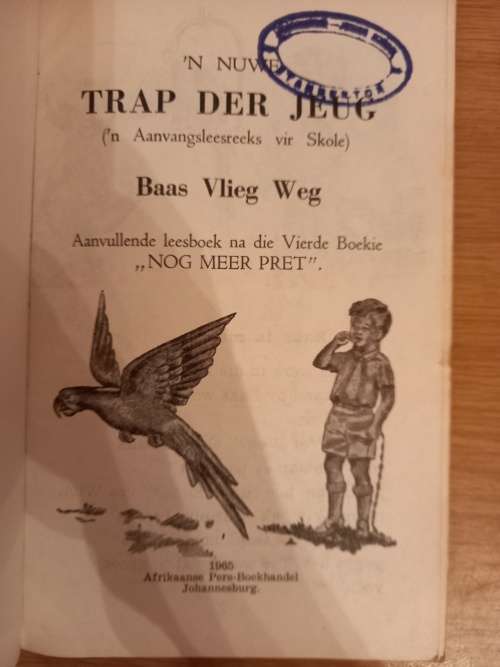 'N NUWE
TRAP DER JEUG
('n Aanvangsleesreeks vir Skole)
Baas Vlieg Weg
Aanvullende leesboek na die Vierde Boekie
„NOG MEER PRET”.
1965
Afrikaanse Pers-Boekhandel
Johannesburg.